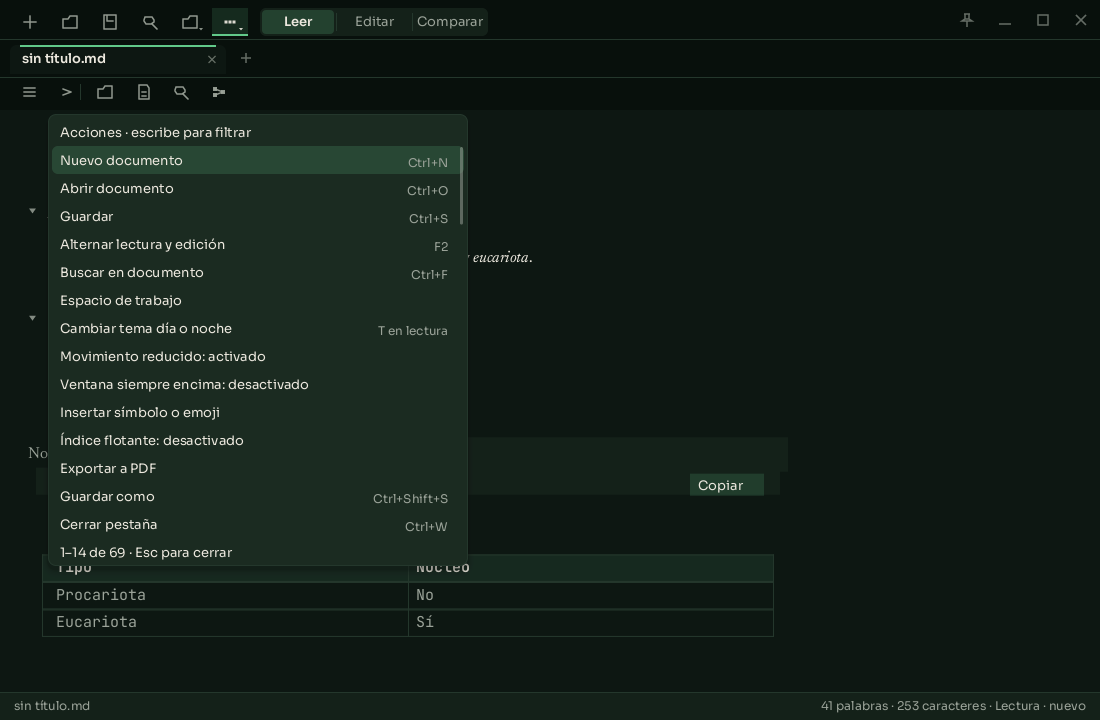 Leer Editar Comparar
sin título.md
Acciones · escribe para filtrar
Nuevo documento Ctrl+N
Abrir documento Ctrl+O
Guardar Ctrl+S
Alternar lectura y edición F2
eucariota.
Buscar en documento Ctrl+F
Espacio de trabajo
Cambiar tema día o noche T en lectura
Movimiento reducido: activado
Ventana siempre encima: desactivado
Insertar símbolo o emoji
Índice flotante: desactivado
No
Exportar a PDF
Copiar
Guardar como Ctrl+Shift+S
Cerrar pestaña Ctrl+W
1–14 de 69 · Esc para cerrar
Tipo Núcleo
Procariota No
Eucariota Sí
sin título.md 41 palabras · 253 caracteres · Lectura · nuevo